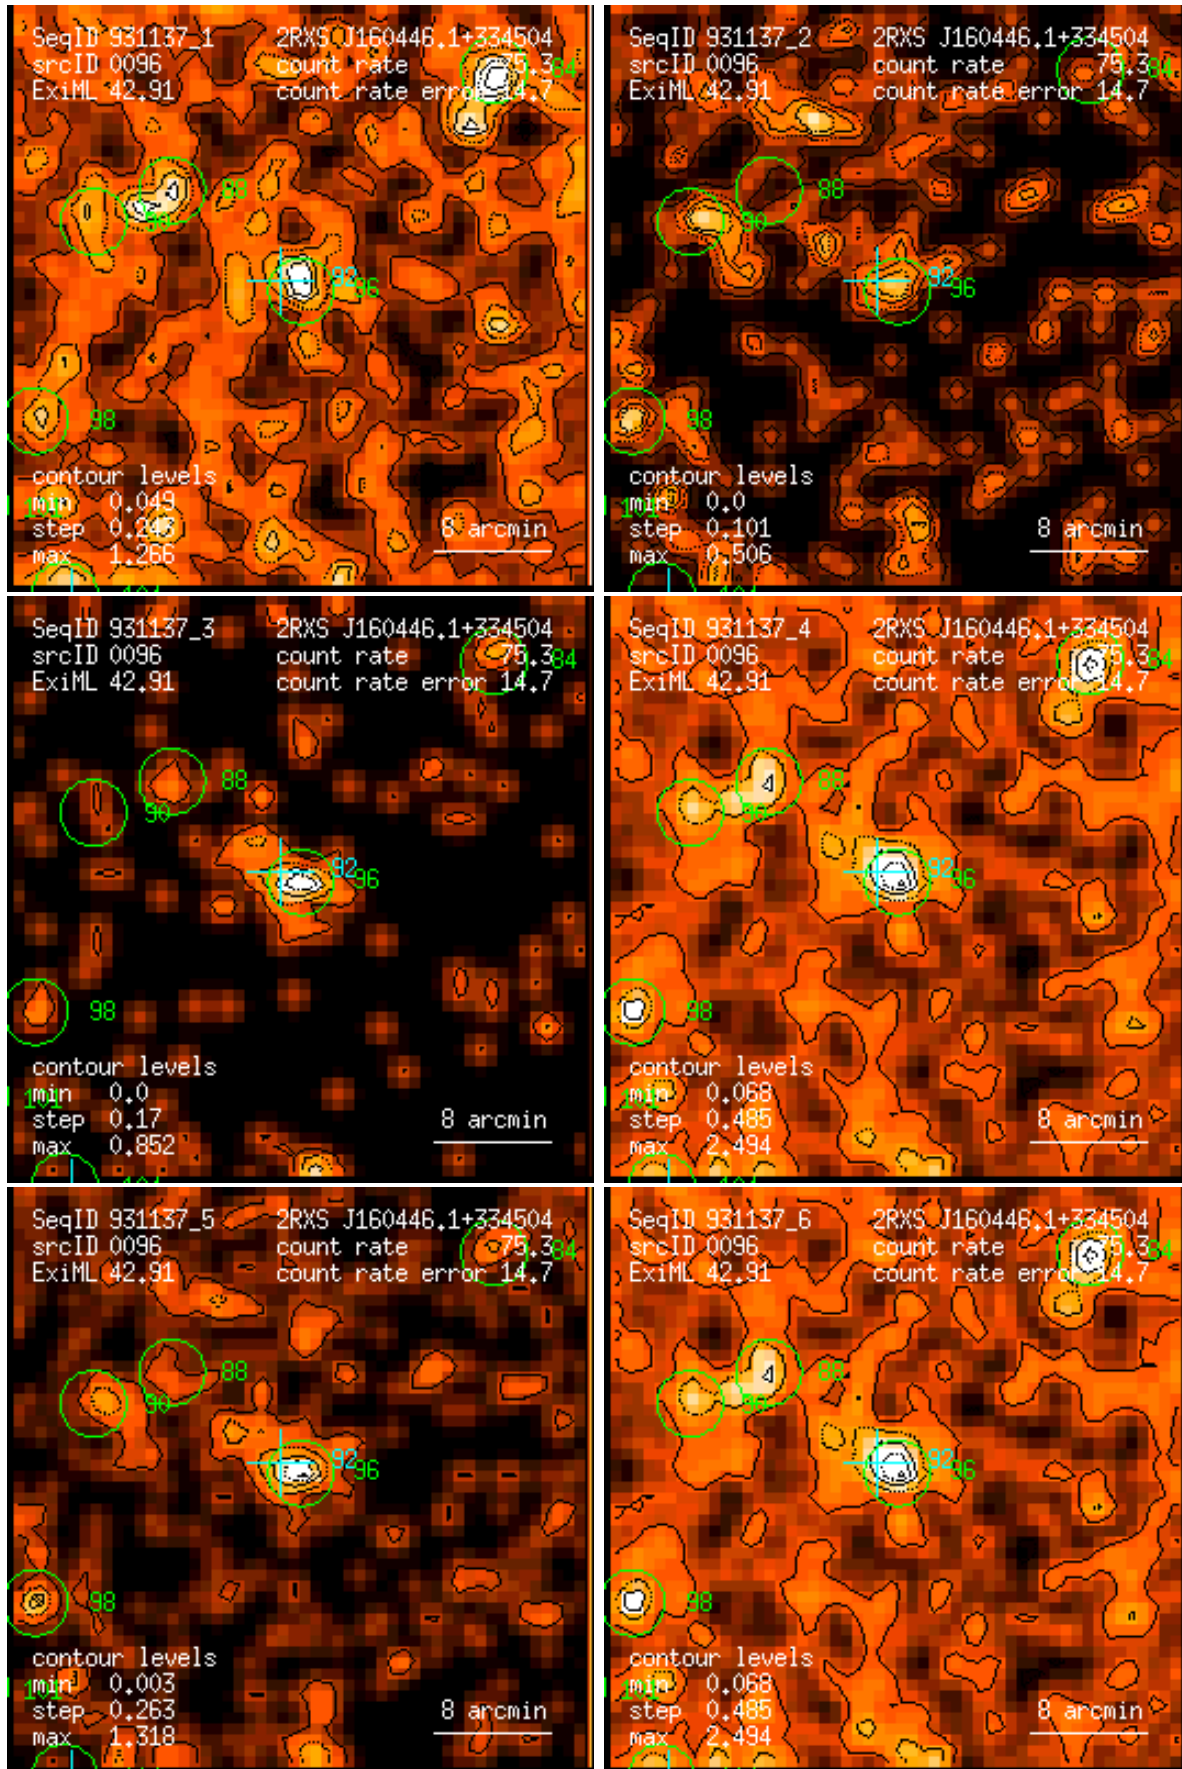 SeqID 931137_1 2RXS J160446.1+334504
srcID 0096 count rate 75.3 84
ExiML 42.91 count rate error 14.7
88
90
92
96
98
contour levels
min 0.049
step 0.243
max 1.266
8 arcmin
SeqID 931137_2 2RXS J160446.1+334504
srcID 0096 count rate 75.3 84
ExiML 42.91 count rate error 14.7
88
90
92
96
98
contour levels
min 0.0
step 0.101
max 0.506
8 arcmin
SeqID 931137_3 2RXS J160446.1+334504
srcID 0096 count rate 75.3 84
ExiML 42.91 count rate error 14.7
88
90
92
96
98
contour levels
101
min 0.0
step 0.17
max 0.852
8 arcmin
SeqID 931137_4 2RXS J160446.1+334504
srcID 0096 count rate 75.3 84
ExiML 42.91 count rate error 14.7
88
90
92
96
98
contour levels
101
min 0.068
step 0.485
max 2.494
8 arcmin
SeqID 931137_5 2RXS J160446.1+334504
srcID 0096 count rate 75.3 84
ExiML 42.91 count rate error 14.7
88
90
92
96
98
contour levels
101
min 0.003
step 0.263
max 1.318
8 arcmin
SeqID 931137_6 2RXS J160446.1+334504
srcID 0096 count rate 75.3 84
ExiML 42.91 count rate error 14.7
88
90
92
96
98
contour levels
101
min 0.068
step 0.485
max 2.494
8 arcmin